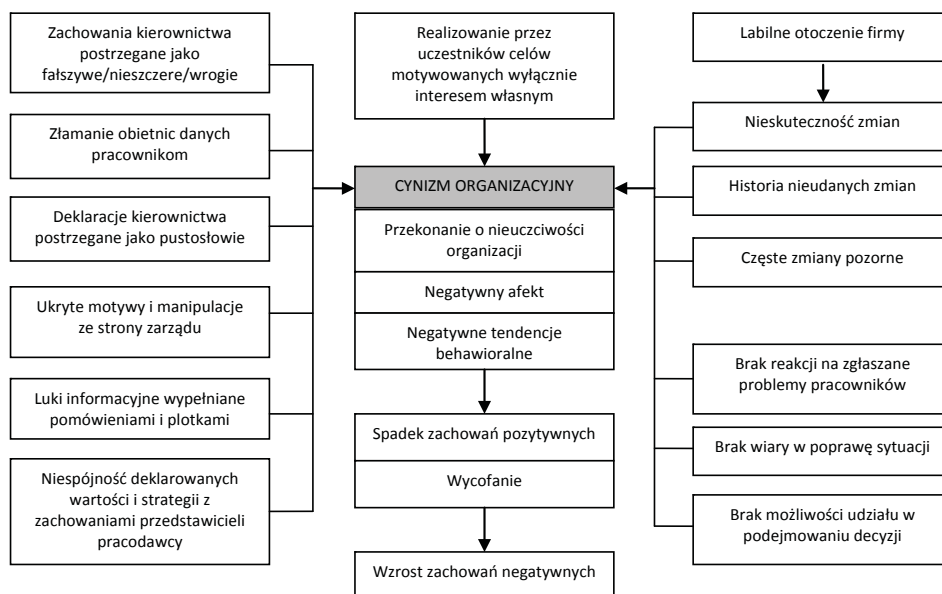 Zachowania kierownictwa
postrzegane jako
fałszywe/nieszczere/wrogie
Złamanie obietnic danych
pracownikom
Deklaracje kierownictwa
postrzegane jako pustosłowie
Ukryte motywy i manipulacje
ze strony zarządu
Luki informacyjne wypełniane
pomówieniami i plotkami
Niespójność deklarowanych
wartości i strategii z
zachowaniami przedstawicieli
pracodawcy
Realizowanie przez
uczestników celów
motywowanych wyłącznie
interesem własnym
CYNIZM ORGANIZACYJNY
Przekonanie o nieuczciwości
organizacji
Negatywny afekt
Negatywne tendencje
behawioralne
Spadek zachowań pozytywnych
Wycofanie
Wzrost zachowań negatywnych
Labilne otoczenie firmy
Nieskuteczność zmian
Historia nieudanych zmian
Częste zmiany pozorne
Brak reakcji na zgłaszane
problemy pracowników
Brak wiary w poprawę sytuacji
Brak możliwości udziału w
podejmowaniu decyzji